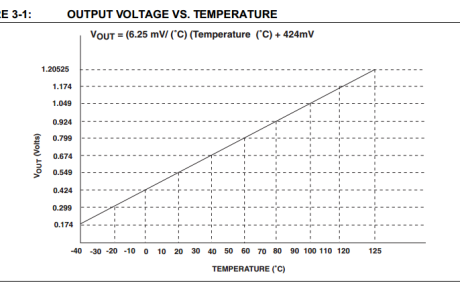 RE 3-1: OUTPUT VOLTAGE VS. TEMPERATURE
VOUT = (6.25 mV/ (˚C) (Temperature (˚C) + 424mV
1.20525
1.174
1.049
0.924
0.799
0.674
0.549
0.424
0.299
0.174
VOUT (Volts)
-40 -30 -20 -10 0 10 20 30 40 50 60 70 80 90 100 110 120 125
TEMPERATURE (˚C)